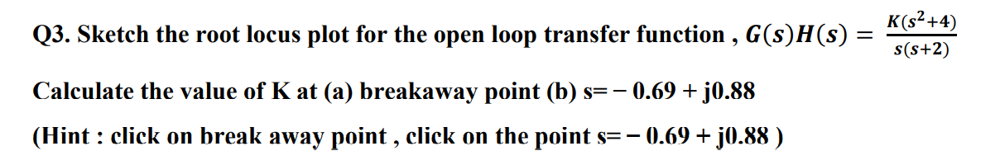 Q3. Sketch the root locus plot for the open loop transfer function , G(s)H(s) = K(s²+4) / s(s+2)
Calculate the value of K at (a) breakaway point (b) s= − 0.69 + j0.88
(Hint : click on break away point , click on the point s= − 0.69 + j0.88 )